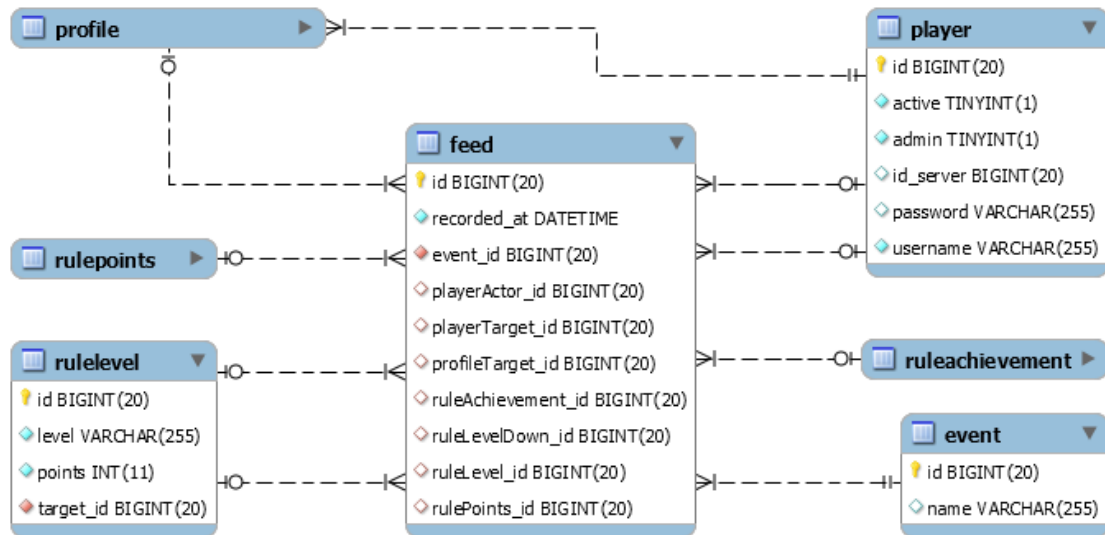 profile
player
id BIGINT(20)
active TINYINT(1)
admin TINYINT(1)
id_server BIGINT(20)
password VARCHAR(255)
username VARCHAR(255)
feed
id BIGINT(20)
recorded_at DATETIME
event_id BIGINT(20)
playerActor_id BIGINT(20)
playerTarget_id BIGINT(20)
profileTarget_id BIGINT(20)
ruleAchievement_id BIGINT(20)
ruleLevelDown_id BIGINT(20)
ruleLevel_id BIGINT(20)
rulePoints_id BIGINT(20)
rulepoints
rulelevel
id BIGINT(20)
level VARCHAR(255)
points INT(11)
target_id BIGINT(20)
ruleachievement
event
id BIGINT(20)
name VARCHAR(255)